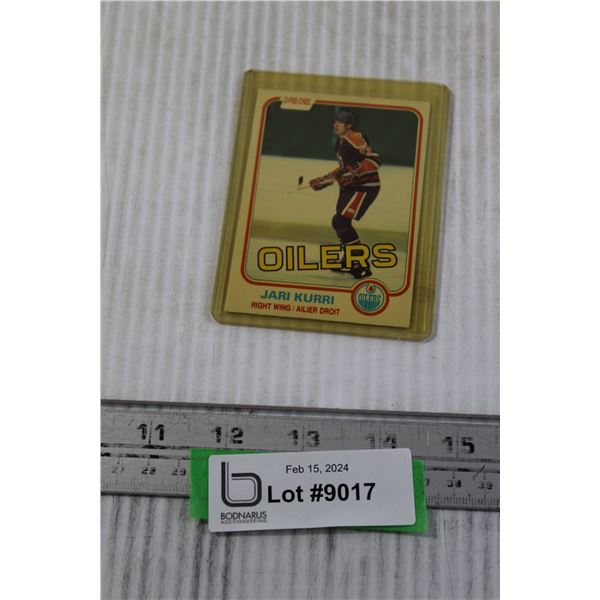 O-PEE-CHEE
OILERS
JARI KURRI
OILERS
RIGHT WING / AILIER DROIT
11 12 13 14 15
Feb 15, 2024
Lot #9017
BODNARUS
AUCTIONEERING